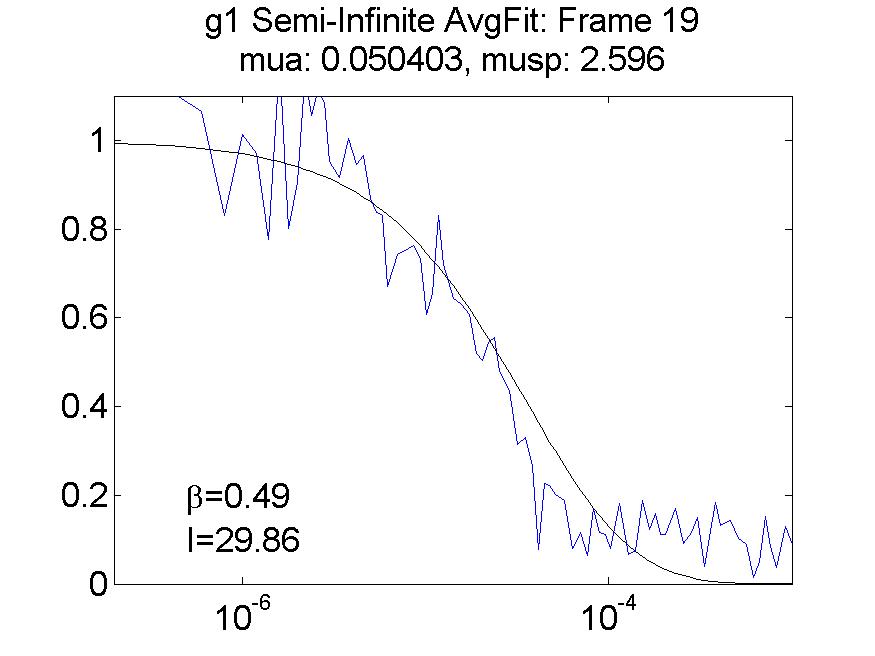 g1 Semi-Infinite AvgFit: Frame 19
mua: 0.050403, musp: 2.596
1
0.8
0.6
0.4
0.2
0
β=0.49
I=29.86
10^-6
10^-4